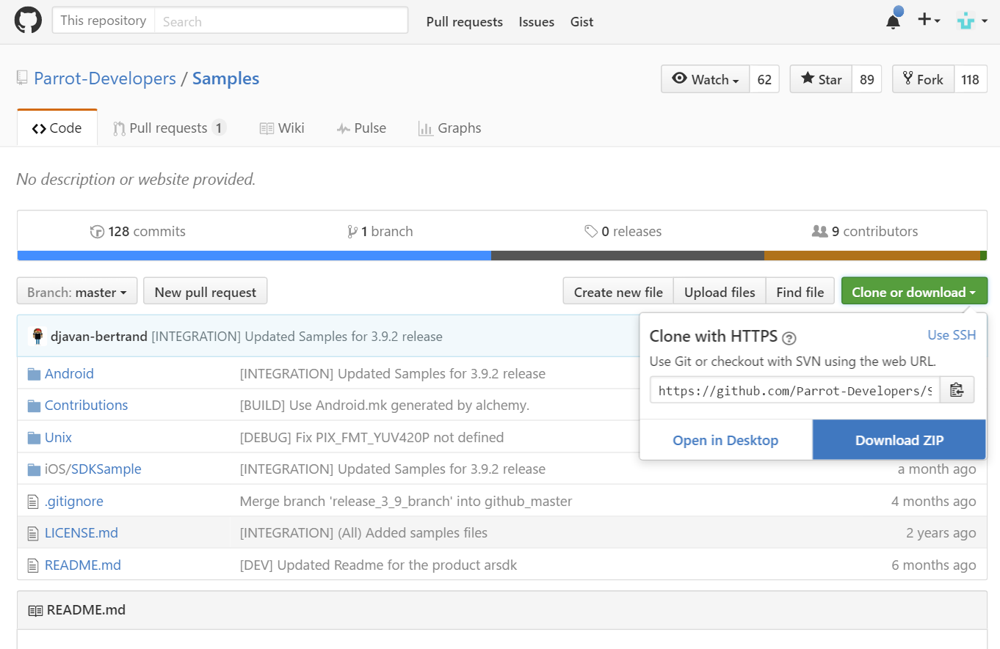 This repository Search Pull requests Issues Gist
Parrot-Developers / Samples Watch 62 Star 89 Fork 118
Code Pull requests 1 Wiki Pulse Graphs
No description or website provided.
128 commits 1 branch 0 releases 9 contributors
Branch: master New pull request Create new file Upload files Find file Clone or download
djavan-bertrand [INTEGRATION] Updated Samples for 3.9.2 release
Clone with HTTPS ? Use SSH
Use Git or checkout with SVN using the web URL.
https://github.com/Parrot-Developers/S
Open in Desktop Download ZIP
Android [INTEGRATION] Updated Samples for 3.9.2 release
Contributions [BUILD] Use Android.mk generated by alchemy.
Unix [DEBUG] Fix PIX_FMT_YUV420P not defined
iOS/SDKSample [INTEGRATION] Updated Samples for 3.9.2 release a month ago
.gitignore Merge branch 'release_3_9_branch' into github_master 4 months ago
LICENSE.md [INTEGRATION] (All) Added samples files 2 years ago
README.md [DEV] Updated Readme for the product arsdk 6 months ago
README.md